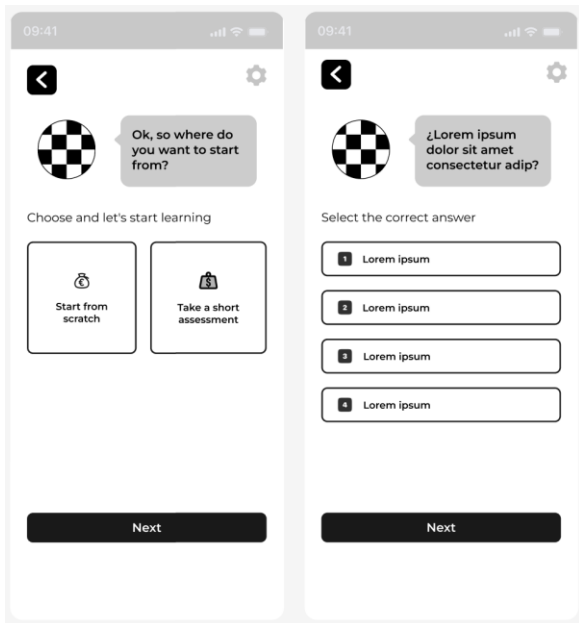 09:41
Ok, so where do
you want to start
from?
Choose and let's start learning
€
Start from
scratch
$
Take a short
assessment
Next
09:41
¿Lorem ipsum
dolor sit amet
consectetur adip?
Select the correct answer
1 Lorem ipsum
2 Lorem ipsum
3 Lorem ipsum
4 Lorem ipsum
Next